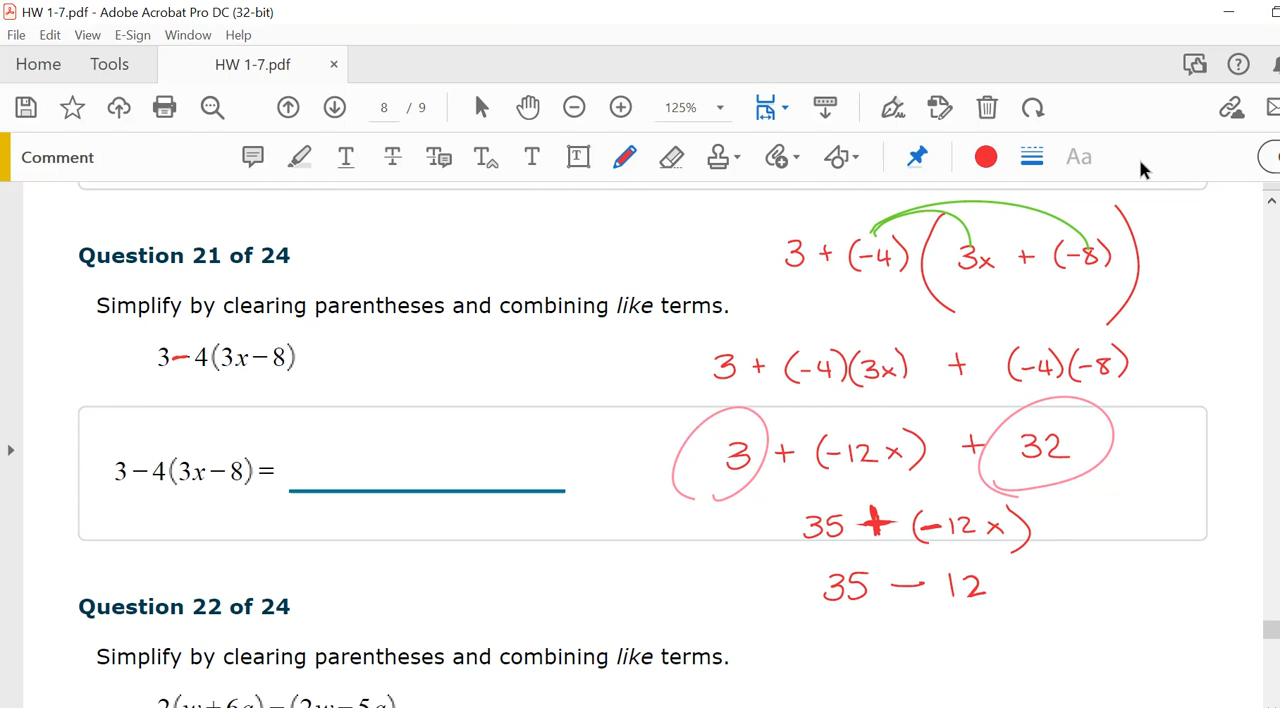 HW 1-7.pdf - Adobe Acrobat Pro DC (32-bit)
File Edit View E-Sign Window Help
Home Tools HW 1-7.pdf ×
8 / 9 125%
Comment T T T T T T Aa
3 + (-4) ( 3x + (-8) )
Question 21 of 24
Simplify by clearing parentheses and combining like terms.
3-4(3x-8)
3 + (-4)(3x) + (-4)(-8)
3 + (-12x) + 32
3-4(3x-8)=
35 + (-12x)
35 - 12
Question 22 of 24
Simplify by clearing parentheses and combining like terms.